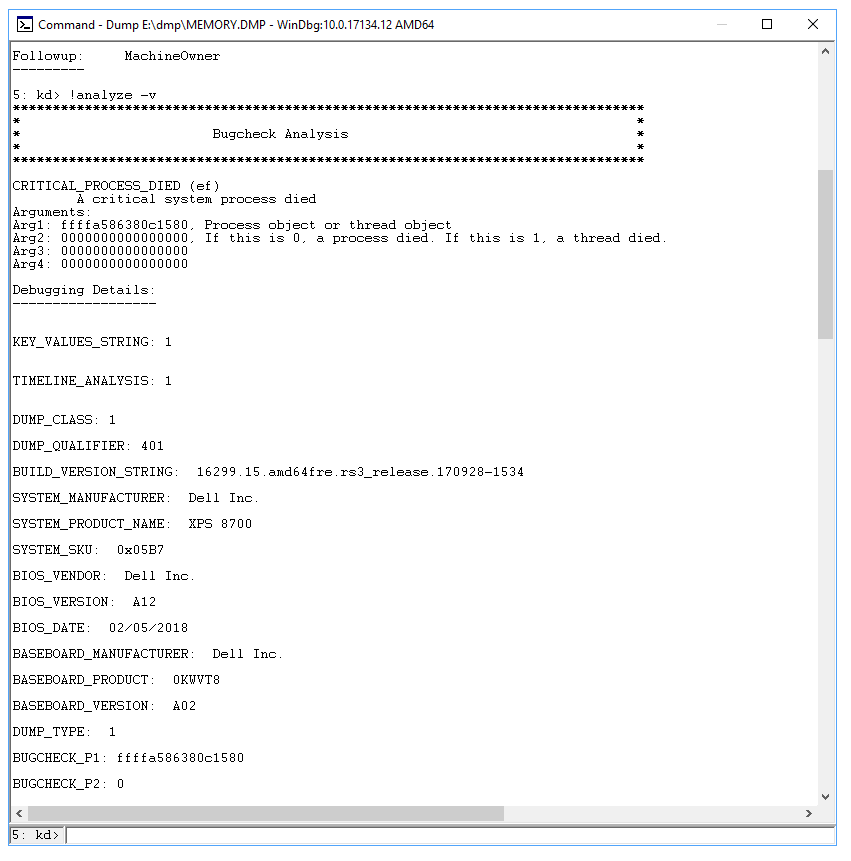 Command - Dump E:\dmp\MEMORY.DMP - WinDbg:10.0.17134.12 AMD64
Followup:     MachineOwner
---------
5: kd> !analyze -v
*******************************************************************************
*                                                                             *
*                        Bugcheck Analysis                                    *
*                                                                             *
*******************************************************************************
CRITICAL_PROCESS_DIED (ef)
        A critical system process died
Arguments:
Arg1: ffffa586380c1580, Process object or thread object
Arg2: 0000000000000000, If this is 0, a process died. If this is 1, a thread died.
Arg3: 0000000000000000
Arg4: 0000000000000000
Debugging Details:
------------------
KEY_VALUES_STRING: 1
TIMELINE_ANALYSIS: 1
DUMP_CLASS: 1
DUMP_QUALIFIER: 401
BUILD_VERSION_STRING:  16299.15.amd64fre.rs3_release.170928-1534
SYSTEM_MANUFACTURER:  Dell Inc.
SYSTEM_PRODUCT_NAME:  XPS 8700
SYSTEM_SKU:  0x05B7
BIOS_VENDOR:  Dell Inc.
BIOS_VERSION:  A12
BIOS_DATE:  02/05/2018
BASEBOARD_MANUFACTURER:  Dell Inc.
BASEBOARD_PRODUCT:  0KWVT8
BASEBOARD_VERSION:  A02
DUMP_TYPE:  1
BUGCHECK_P1: ffffa586380c1580
BUGCHECK_P2: 0
5: kd>